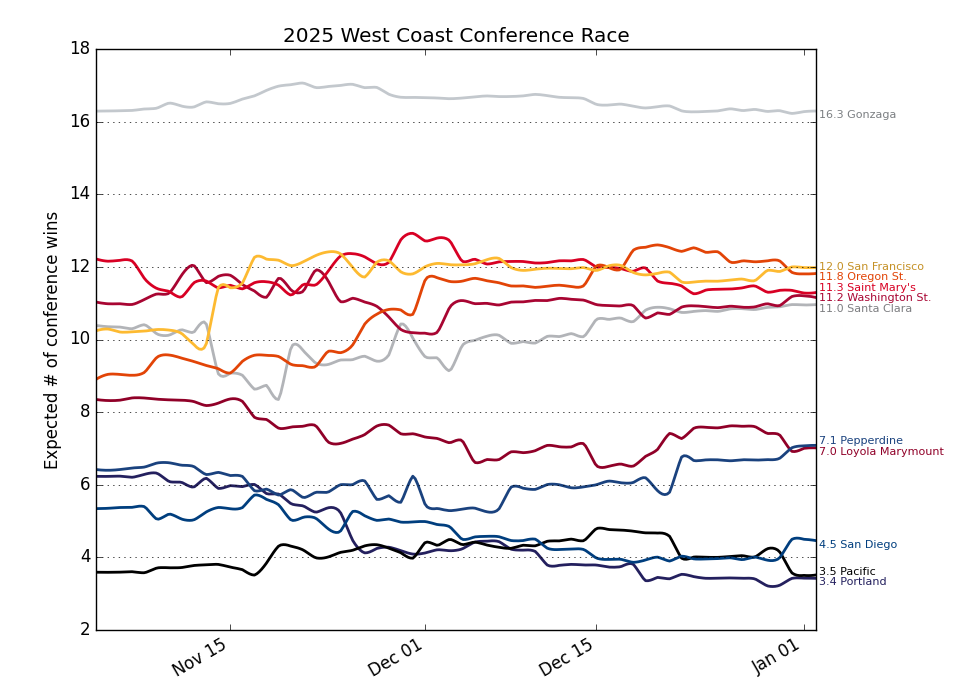 2025 West Coast Conference Race
Expected # of conference wins
18
16
14
12
10
8
6
4
2
Nov 15
Dec 01
Dec 15
Jan 01
16.3 Gonzaga
12.0 San Francisco
11.8 Oregon St.
11.3 Saint Mary's
11.2 Washington St.
11.0 Santa Clara
7.1 Pepperdine
7.0 Loyola Marymount
4.5 San Diego
3.5 Pacific
3.4 Portland